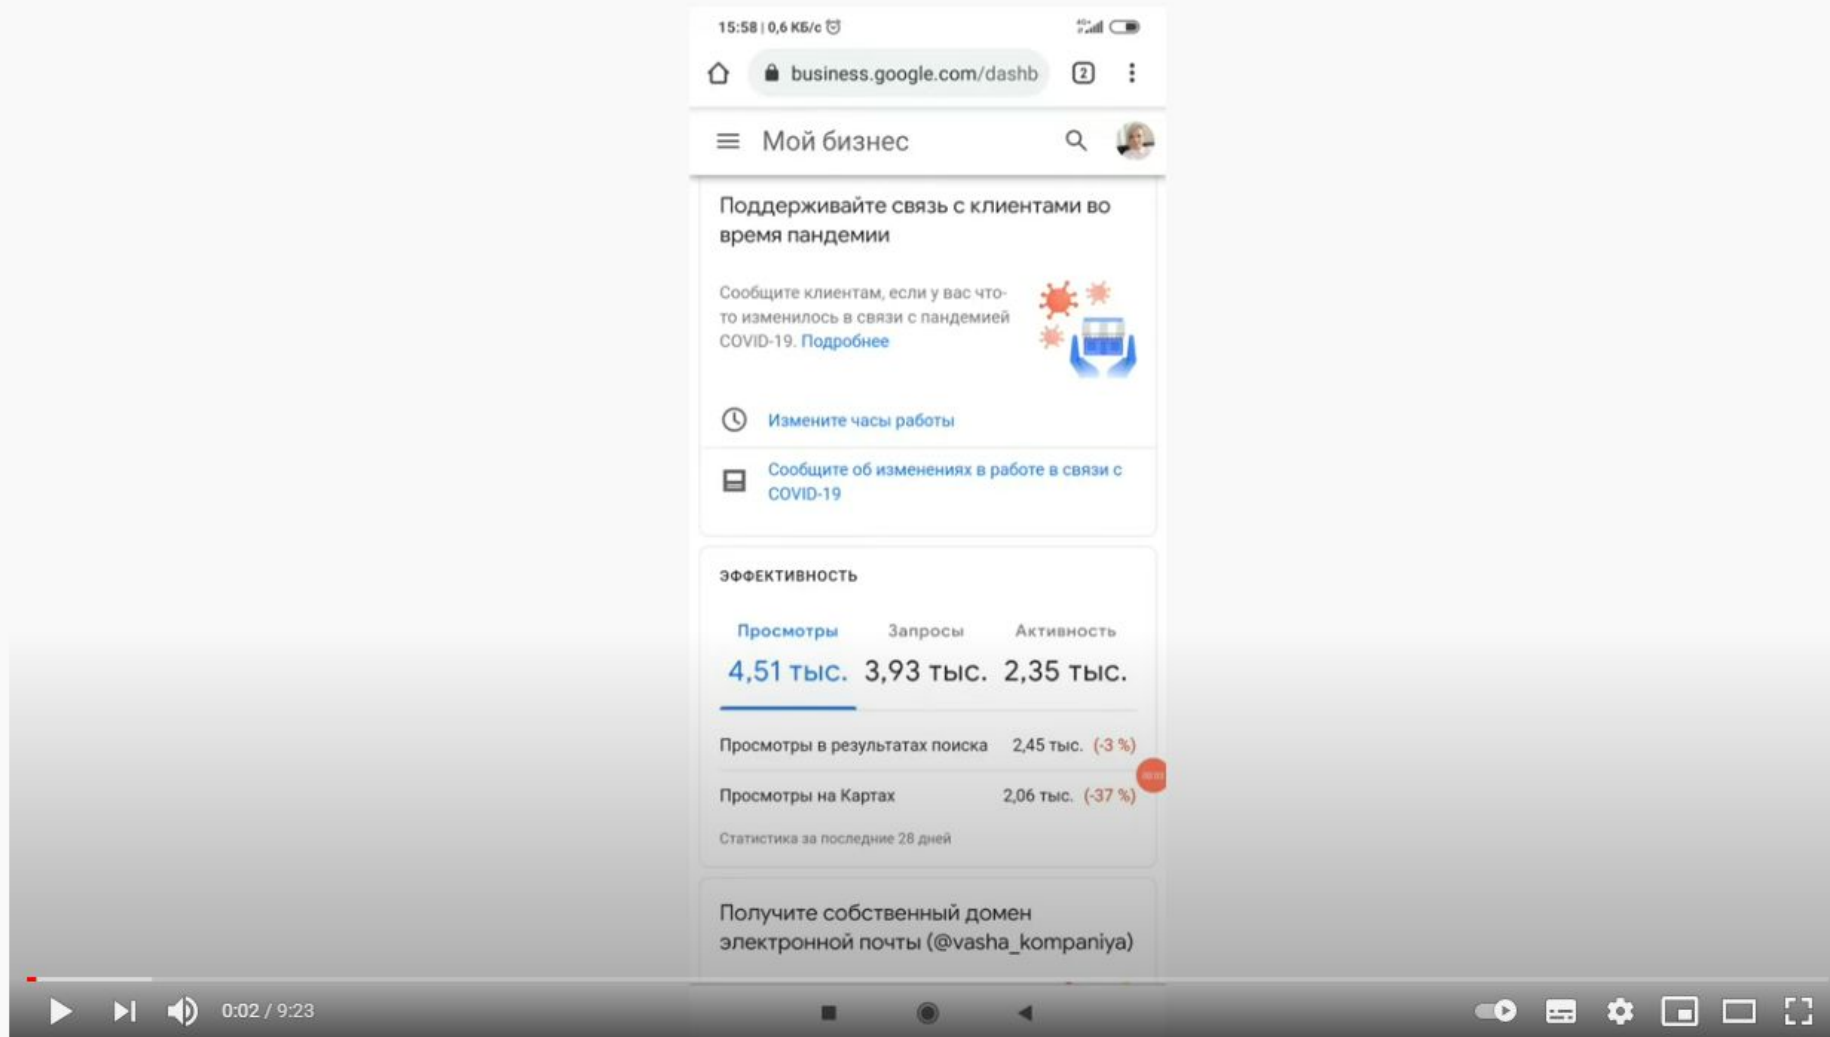 15:58 | 0,6 КБ/с
business.google.com/dashb
2
Мой бизнес
Поддерживайте связь с клиентами во
время пандемии
Сообщите клиентам, если у вас что-
то изменилось в связи с пандемией
COVID-19. Подробнее
Измените часы работы
Сообщите об изменениях в работе в связи с
COVID-19
ЭФФЕКТИВНОСТЬ
Просмотры Запросы Активность
4,51 тыс. 3,93 тыс. 2,35 тыс.
Просмотры в результатах поиска 2,45 тыс. (-3 %)
Просмотры на Картах 2,06 тыс. (-37 %)
Статистика за последние 28 дней
Получите собственный домен
электронной почты (@vasha_kompaniya)
0:02 / 9:23